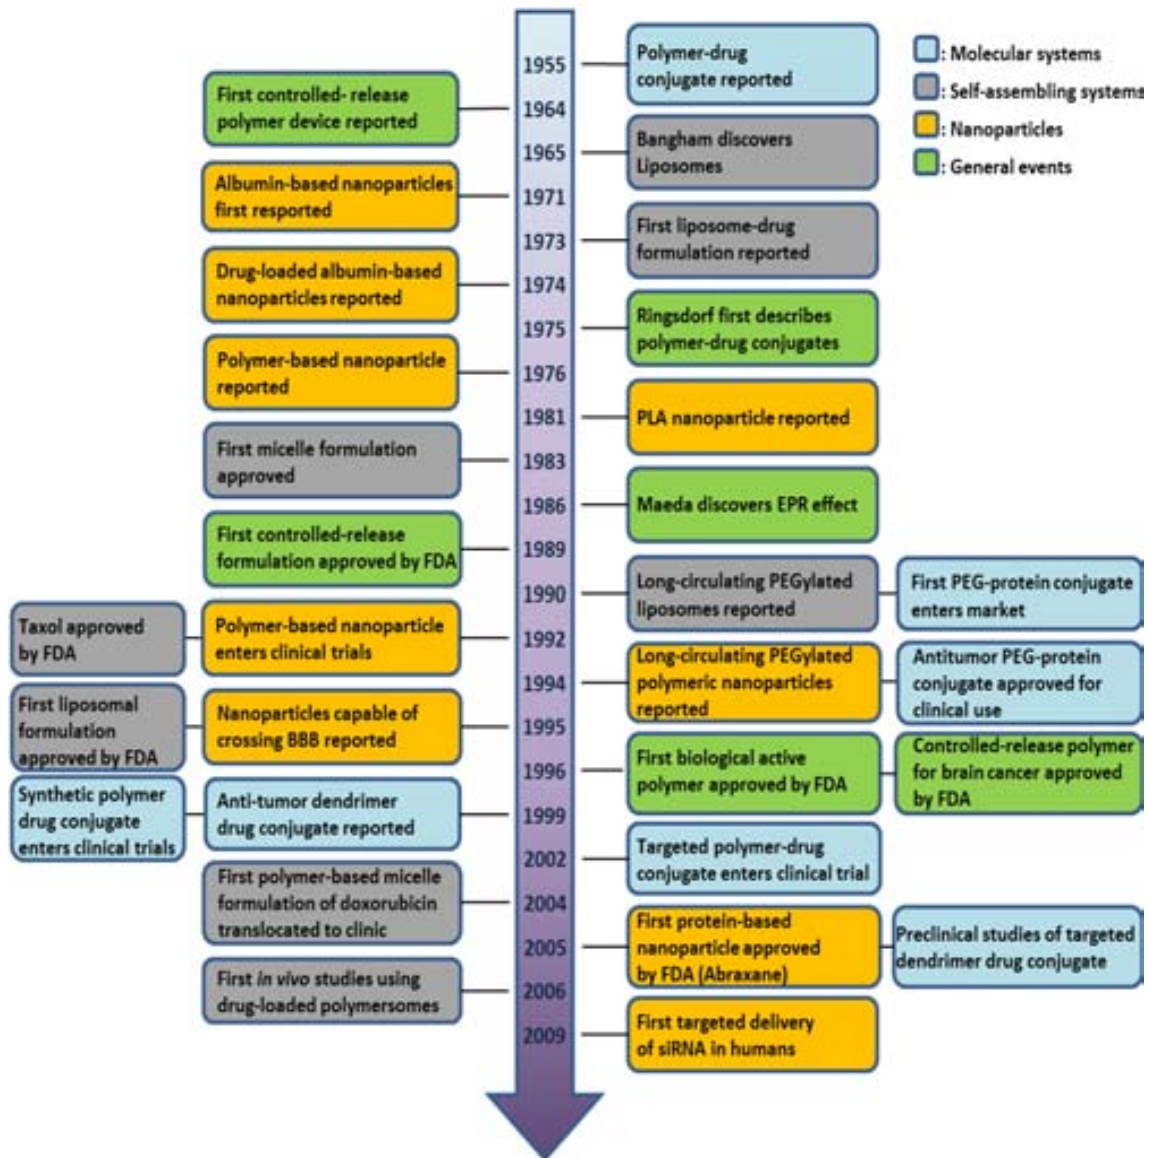 1955
Polymer-drug
conjugate reported
: Molecular systems
: Self-assembling systems
: Nanoparticles
: General events
First controlled- release
polymer device reported
1964
1965
Bangham discovers
Liposomes
Albumin-based nanoparticles
first resported
1971
1973
First liposome-drug
formulation reported
Drug-loaded albumin-based
nanoparticles reported
1974
1975
Ringsdorf first describes
polymer-drug conjugates
Polymer-based nanoparticle
reported
1976
1981
PLA nanoparticle reported
First micelle formulation
approved
1983
1986
Maeda discovers EPR effect
First controlled-release
formulation approved by FDA
1989
1990
Long-circulating PEGylated
liposomes reported
First PEG-protein conjugate
enters market
Taxol approved
by FDA
Polymer-based nanoparticle
enters clinical trials
1992
1994
Long-circulating PEGylated
polymeric nanoparticles
reported
Antitumor PEG-protein
conjugate approved for
clinical use
First liposomal
formulation
approved by FDA
Nanoparticles capable of
crossing BBB reported
1995
1996
First biological active
polymer approved by FDA
Controlled-release polymer
for brain cancer approved
by FDA
Synthetic polymer
drug conjugate
enters clinical trials
Anti-tumor dendrimer
drug conjugate reported
1999
2002
Targeted polymer-drug
conjugate enters clinical trial
First polymer-based micelle
formulation of doxorubicin
translocated to clinic
2004
2005
First protein-based
nanoparticle approved
by FDA (Abraxane)
Preclinical studies of targeted
dendrimer drug conjugate
First in vivo studies using
drug-loaded polymersomes
2006
2009
First targeted delivery
of siRNA in humans